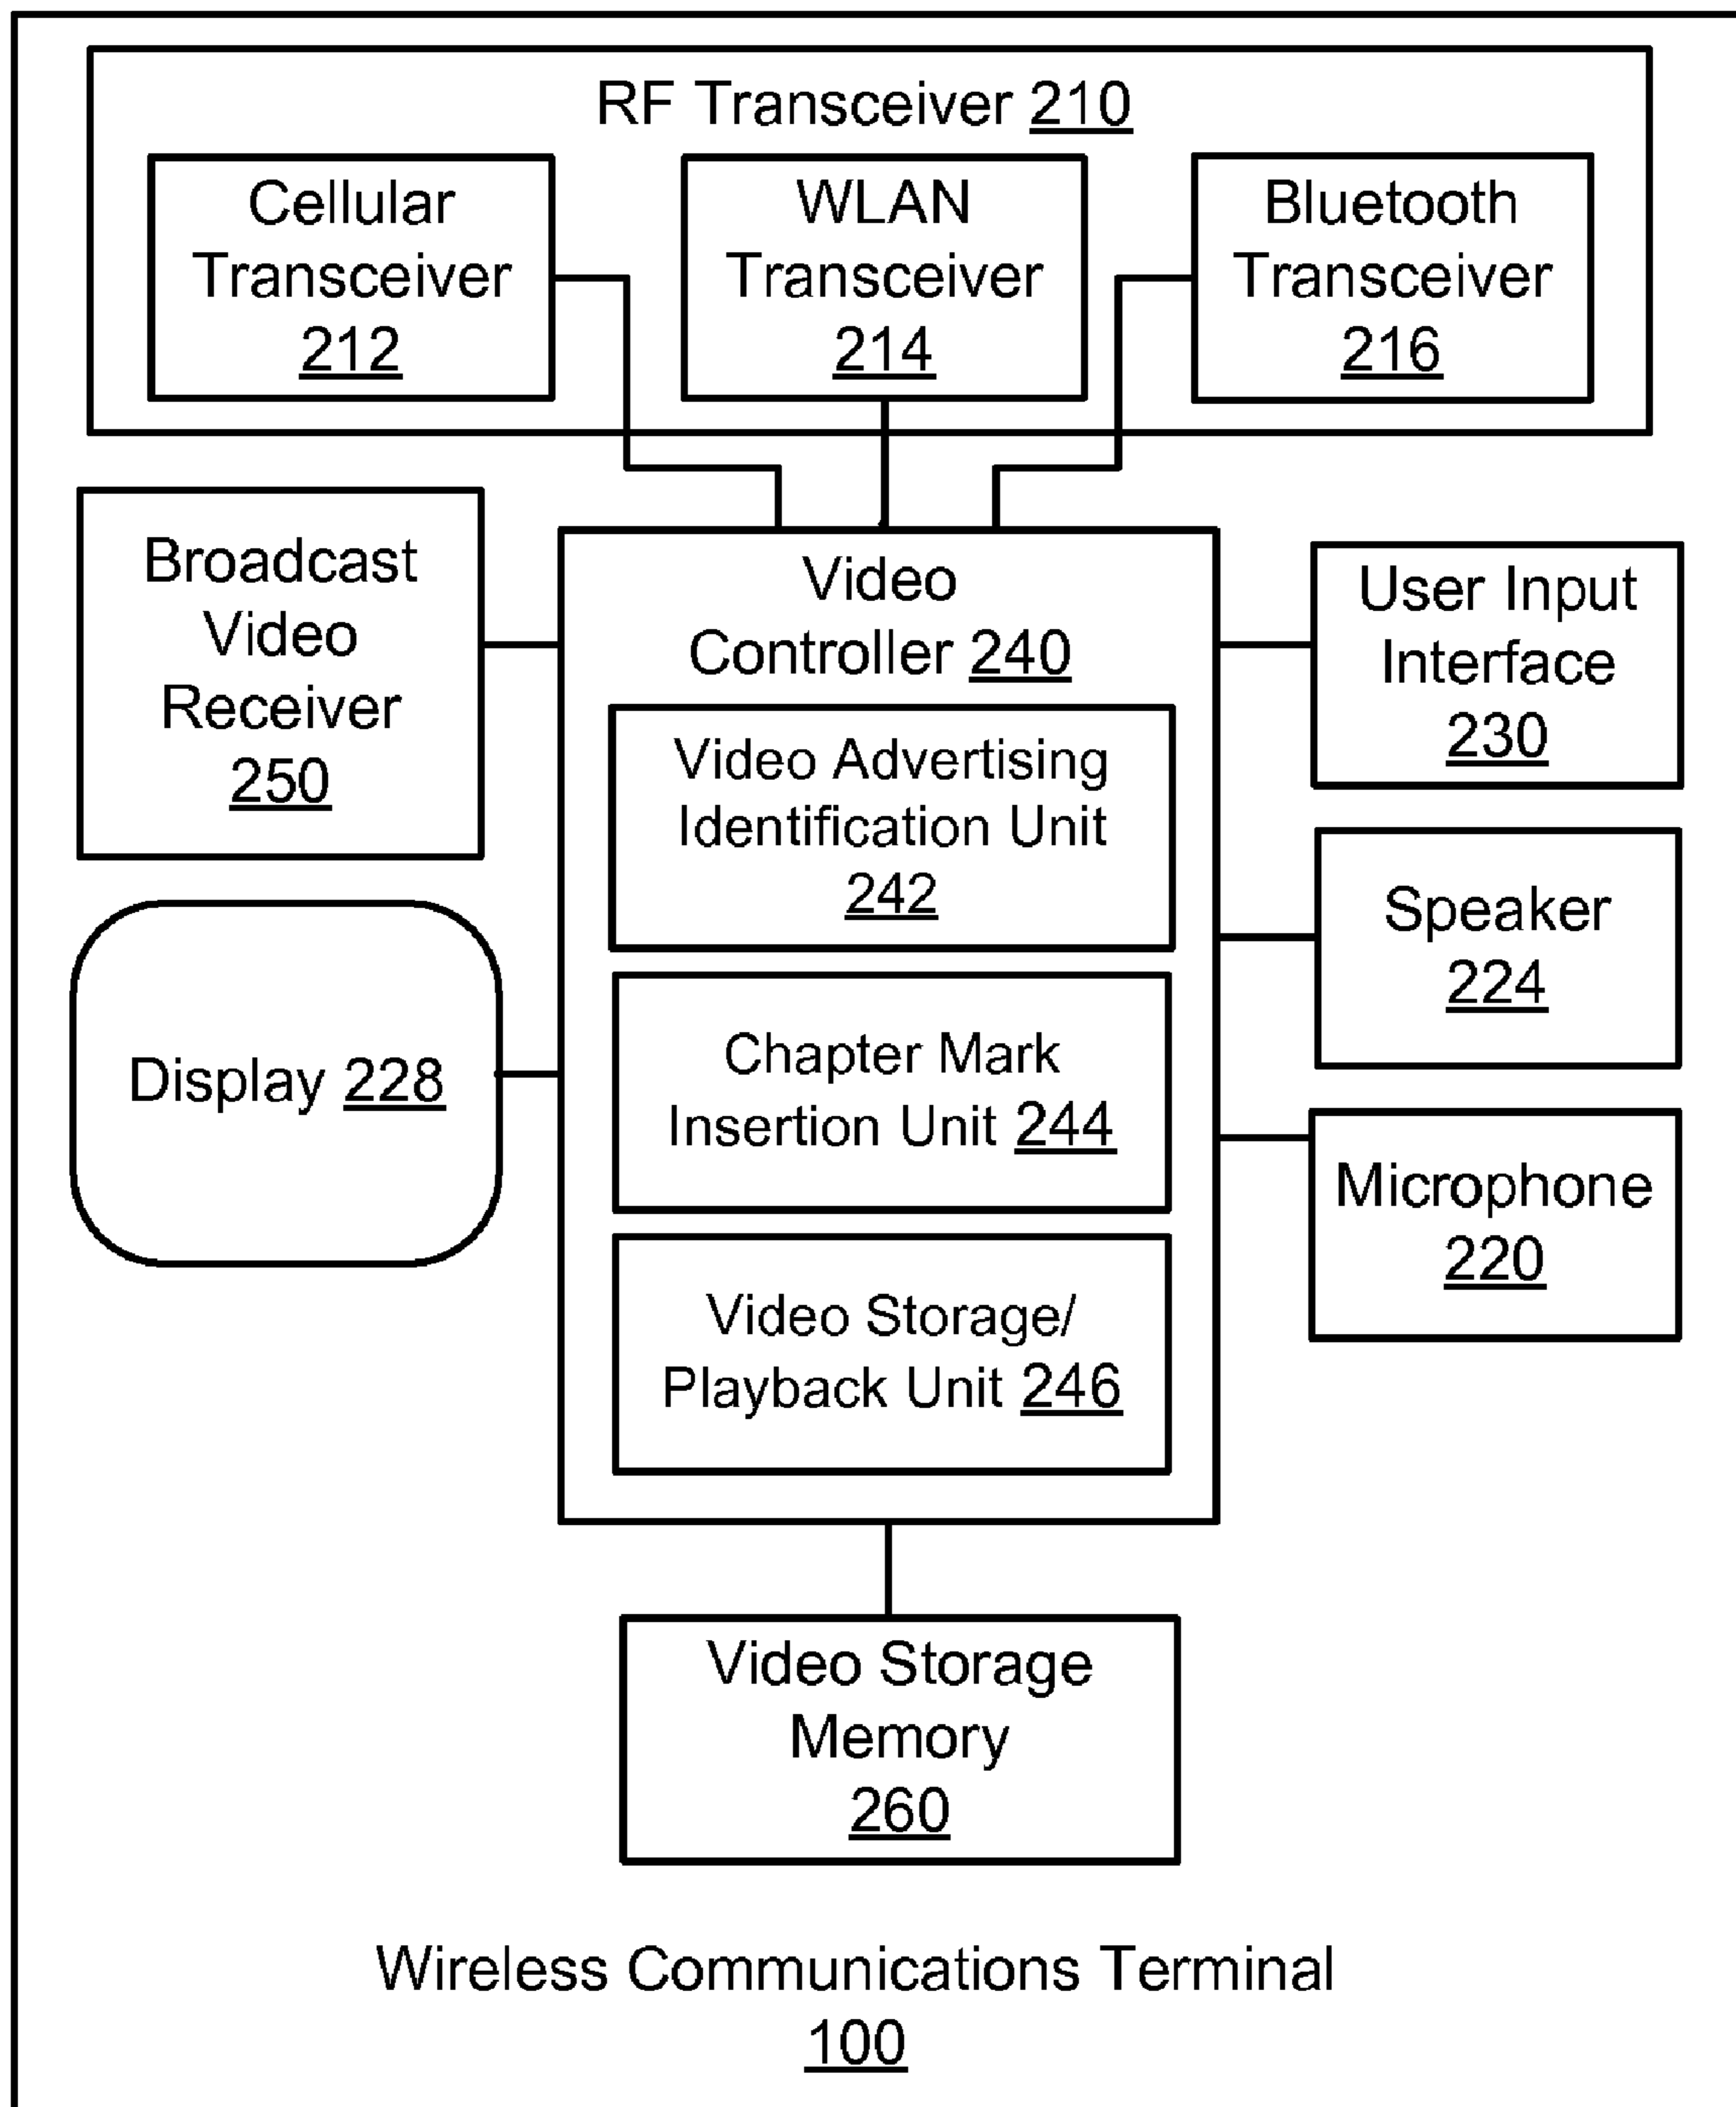 RF Transceiver 210
Cellular
Transceiver
212
WLAN
Transceiver
214
Bluetooth
Transceiver
216
Broadcast
Video
Receiver
250
Display 228
Video
Controller 240
Video Advertising
Identification Unit
242
Chapter Mark
Insertion Unit 244
Video Storage/
Playback Unit 246
User Input
Interface
230
Speaker
224
Microphone
220
Video Storage
Memory
260
Wireless Communications Terminal
100